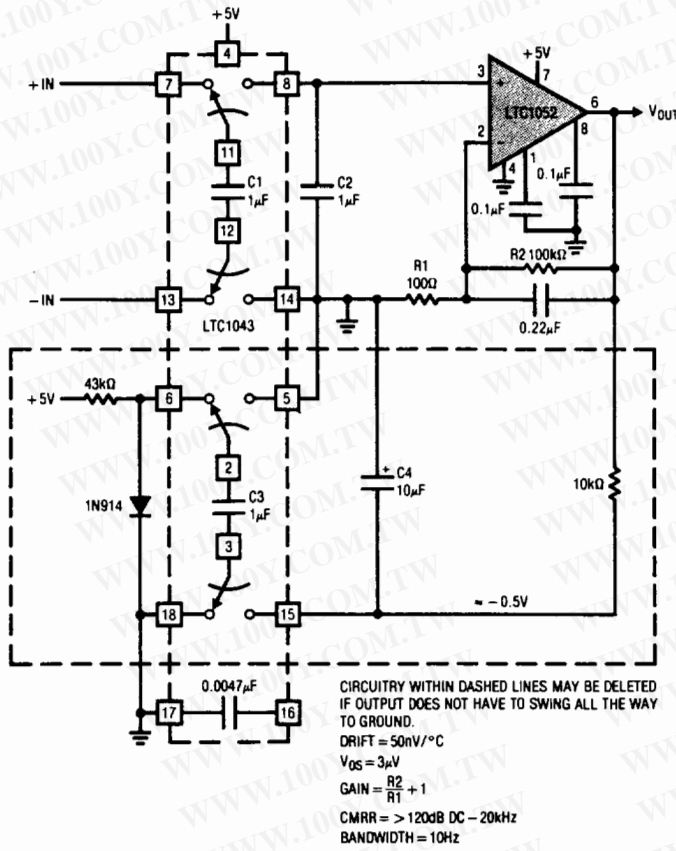 +5V
4
+IN
7
8
11
C1
1µF
C2
1µF
12
-IN
13
14
LTC1043
3
+
+5V
7
LTC1052
6
VOUT
2
-
8
4
1
0.1µF
0.1µF
R2 100kΩ
R1
100Ω
0.22µF
+5V
43kΩ
6
5
2
C3
1µF
3
1N914
+
C4
10µF
10kΩ
18
15
≈ -0.5V
0.0047µF
17
16
CIRCUITRY WITHIN DASHED LINES MAY BE DELETED
IF OUTPUT DOES NOT HAVE TO SWING ALL THE WAY
TO GROUND.
DRIFT = 50nV/°C
VOS = 3µV
GAIN = R2/R1 + 1
CMRR = > 120dB DC - 20kHz
BANDWIDTH = 10Hz
WWW.100Y.COM.TW